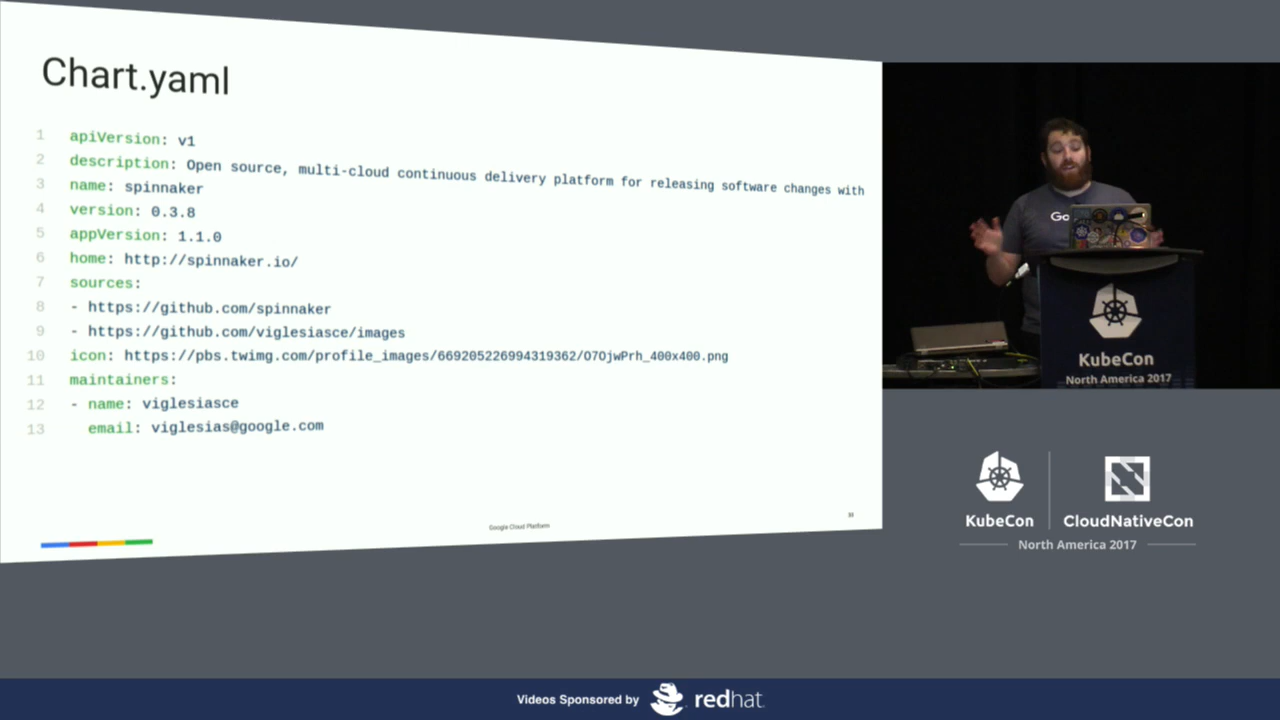 Chart.yaml
1 apiVersion: v1
2 description: Open source, multi-cloud continuous delivery platform for releasing software changes with
3 name: spinnaker
4 version: 0.3.8
5 appVersion: 1.1.0
6 home: http://spinnaker.io/
7 sources:
8 - https://github.com/spinnaker
9 - https://github.com/viglesiasce/images
10 icon: https://pbs.twimg.com/profile_images/669205226994319362/O7OjwPrh_400x400.png
11 maintainers:
12 - name: viglesiasce
13 email: viglesias@google.com
Google Cloud Platform
Go
KubeCon
North America 2017
KubeCon
CloudNativeCon
North America 2017
Videos Sponsored by
redhat.